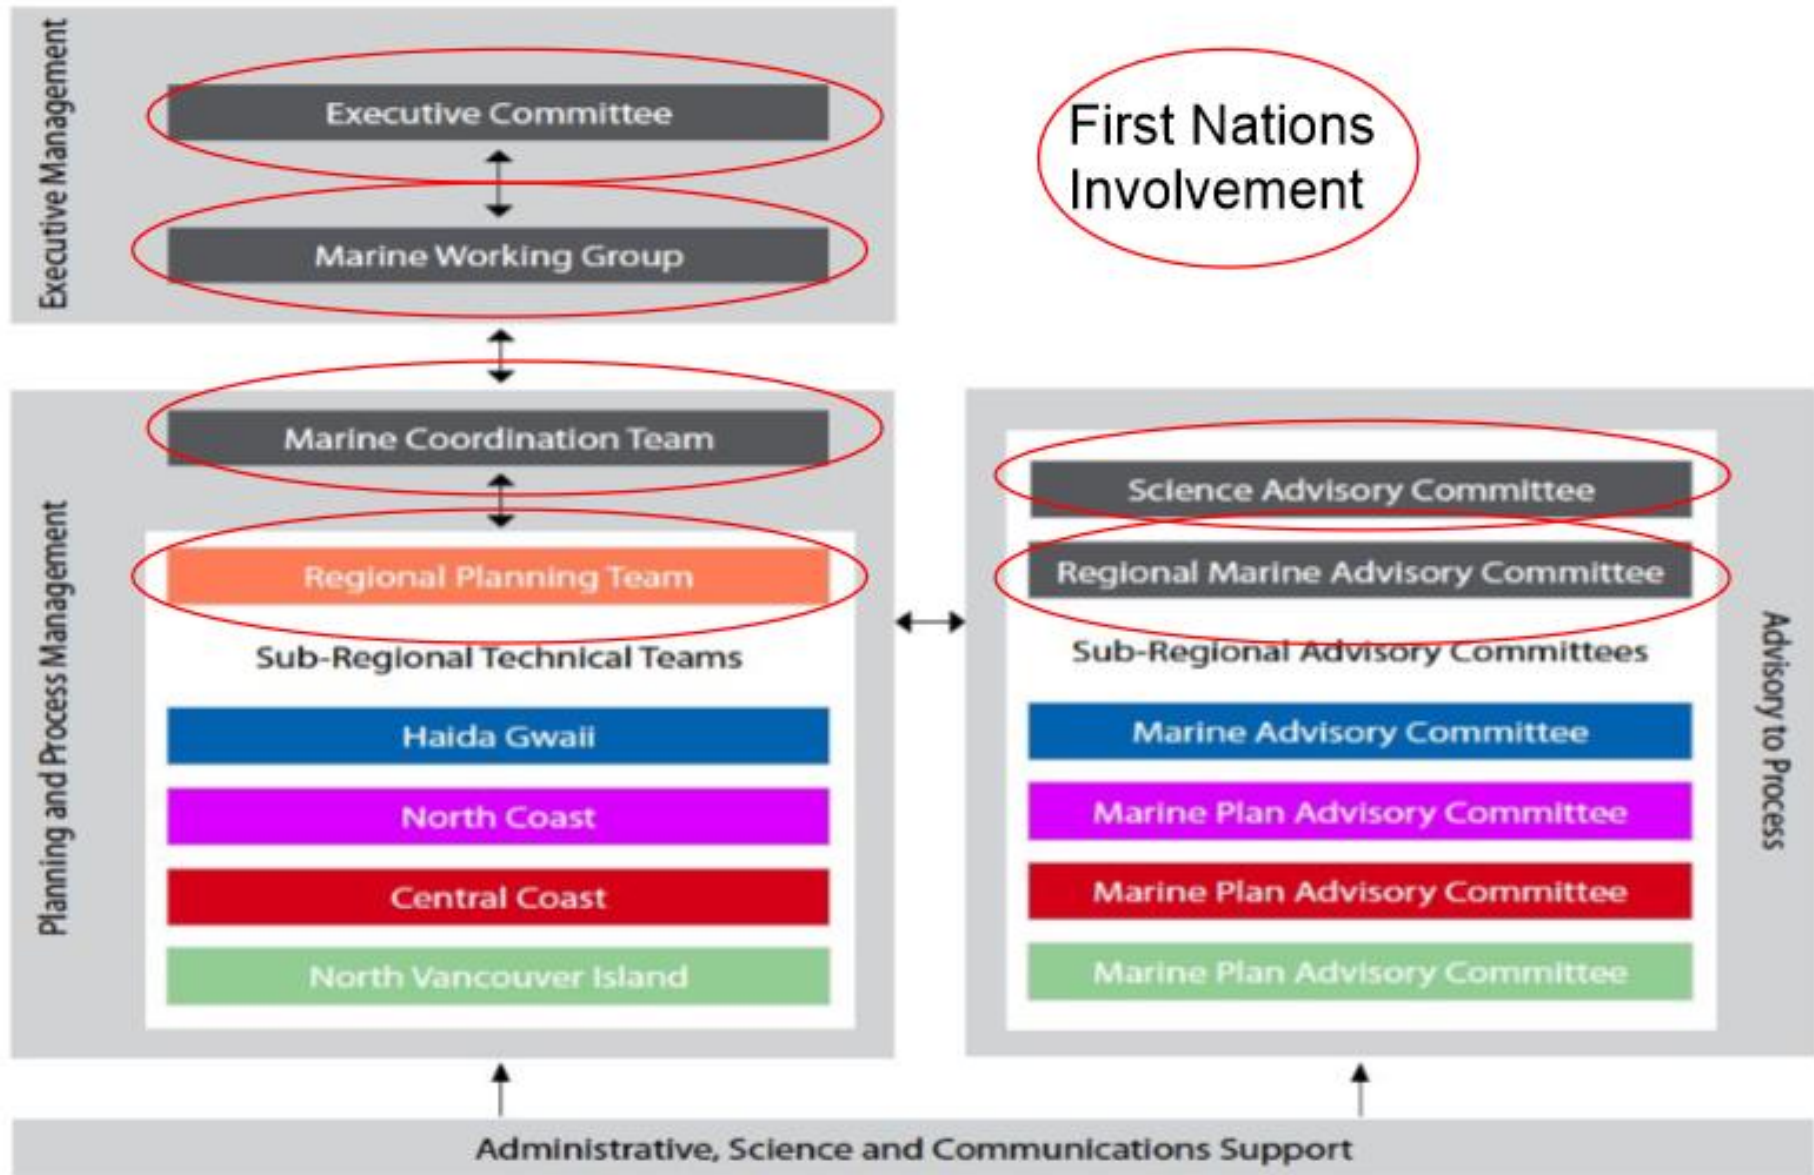 Executive Management
Executive Committee
Marine Working Group
First Nations
Involvement
Planning and Process Management
Marine Coordination Team
Regional Planning Team
Sub-Regional Technical Teams
Haida Gwaii
North Coast
Central Coast
North Vancouver Island
Science Advisory Committee
Regional Marine Advisory Committee
Sub-Regional Advisory Committees
Marine Advisory Committee
Marine Plan Advisory Committee
Marine Plan Advisory Committee
Marine Plan Advisory Committee
Advisory to Process
Administrative, Science and Communications Support